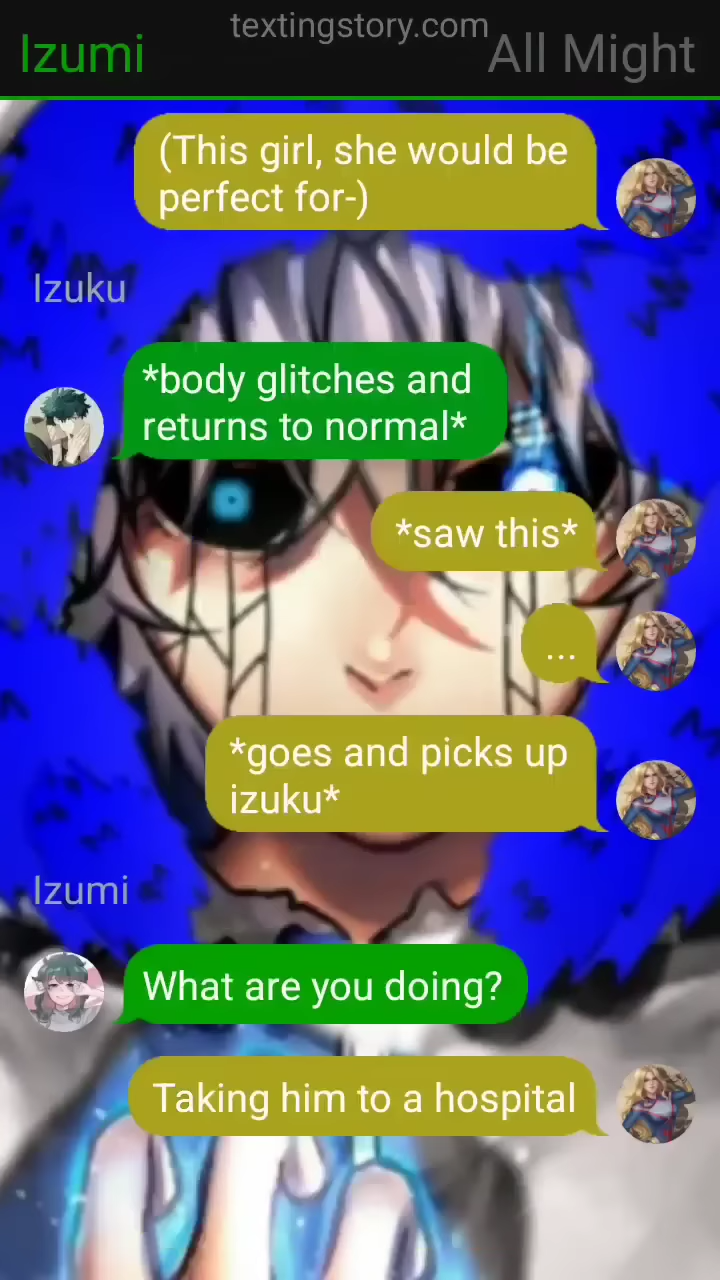 textingstory.com
Izumi
All Might
(This girl, she would be
perfect for-)
Izuku
*body glitches and
returns to normal*
*saw this*
...
*goes and picks up
izuku*
Izumi
What are you doing?
Taking him to a hospital